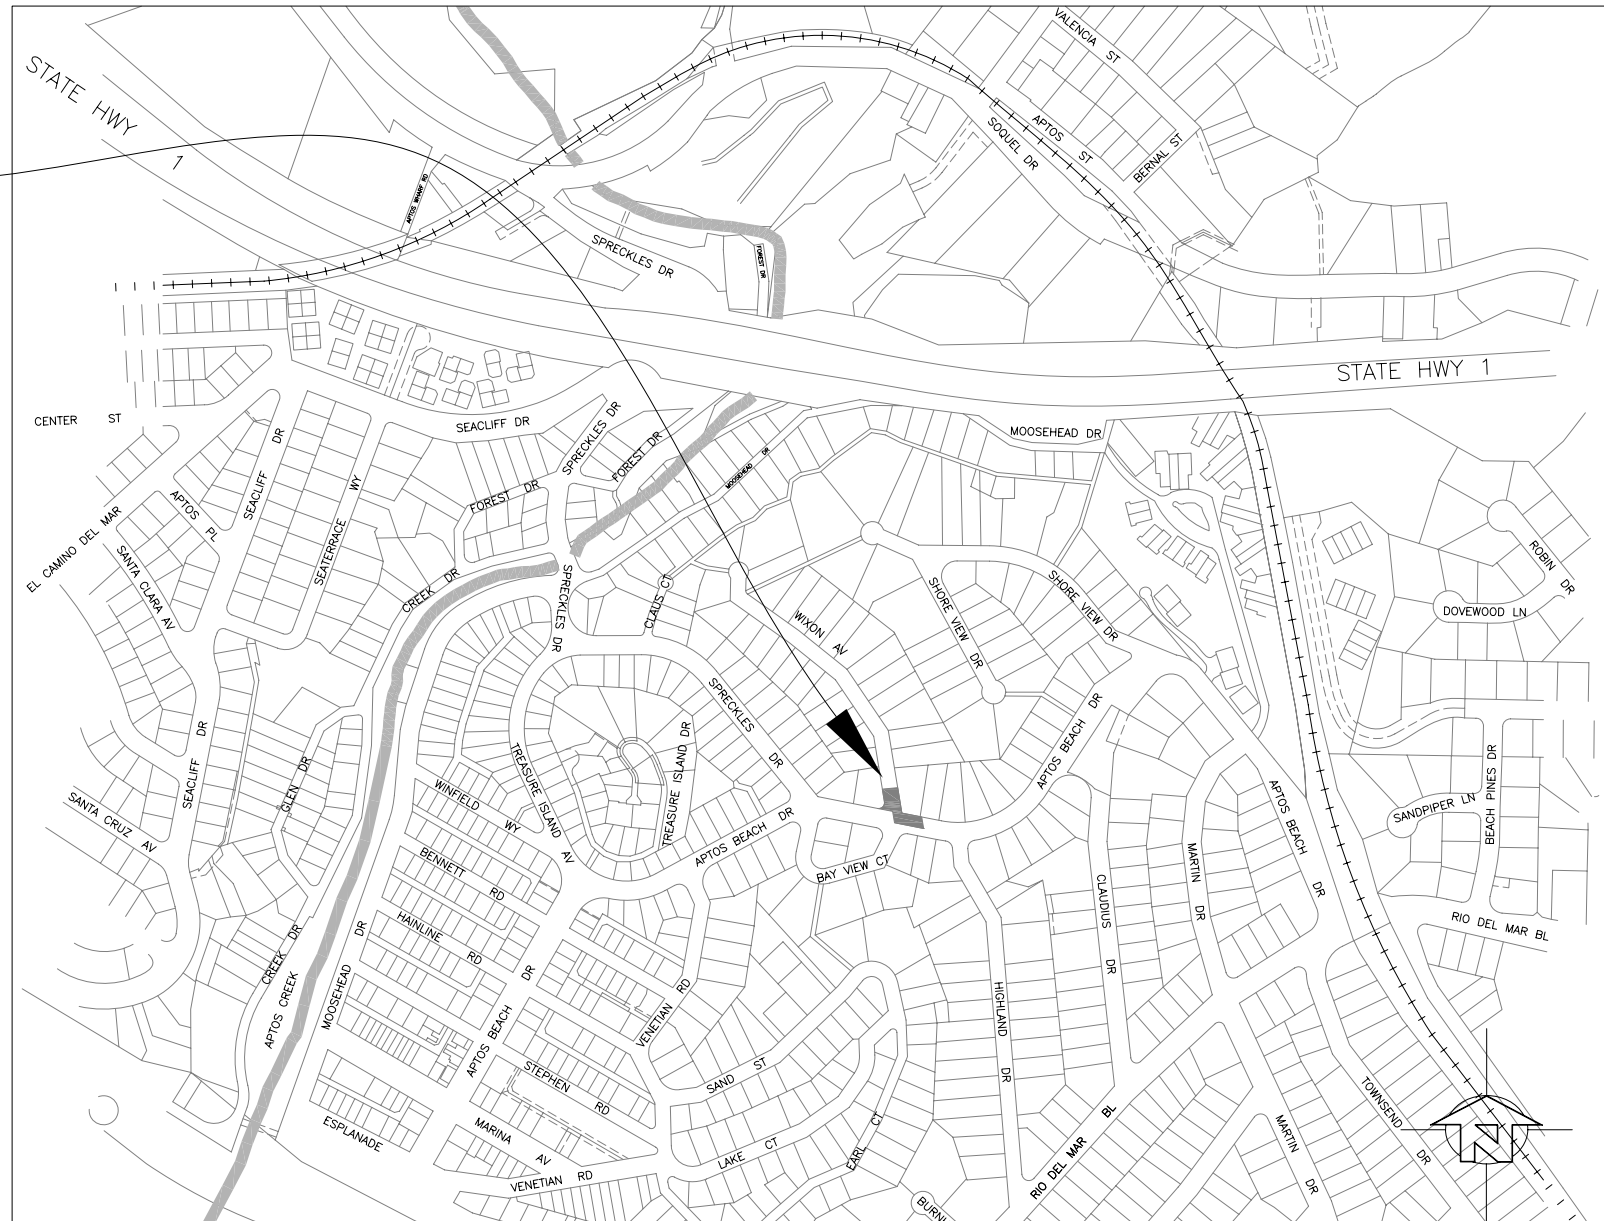 VALENCIA ST
STATE HWY
1
APTOS ST
SOQUEL DR
BERNAL ST
APTOS WHARF RD
SPRECKLES DR
FOREST DR
STATE HWY 1
CENTER ST
SEACLIFF DR
SPRECKLES DR
FOREST DR
MOOSEHEAD DR
MOOSEHEAD DR
SEACLIFF DR
SEATERRACE WY
FOREST DR
APTOS PL
EL CAMINO DEL MAR
SANTA CLARA AV
CREEK DR
SPRECKLES DR
CLAUS CT
WIXON AV
SHORE VIEW DR
SHORE VIEW DR
ROBIN DR
DOVEWOOD LN
SPRECKLES DR
APTOS BEACH DR
SEACLIFF DR
GLEN DR
TREASURE ISLAND AV
TREASURE ISLAND DR
WINFIELD WY
SANTA CRUZ AV
APTOS BEACH DR
BAY VIEW CT
APTOS BEACH DR
MARTIN DR
SANDPIPER LN
BEACH PINES DR
BENNETT RD
CLAUDIUS DR
RIO DEL MAR BL
HAINLINE RD
CREEK DR
APTOS CREEK
MOOSEHEAD DR
APTOS BEACH DR
VENETIAN RD
HIGHLAND DR
STEPHEN RD
SAND ST
ESPLANADE
MARINA AV
LAKE CT
EARL CT
RIO DEL MAR BL
MARTIN DR
TOWNSEND DR
VENETIAN RD
BURN
N